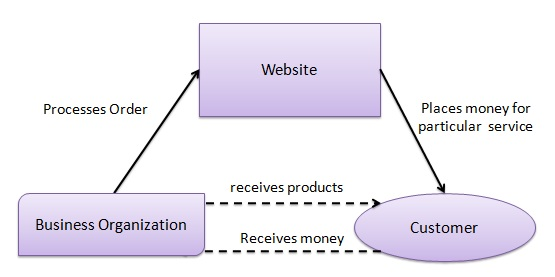 Website
Processes Order
Places money for
particular service
receives products
Business Organization
Customer
Receives money